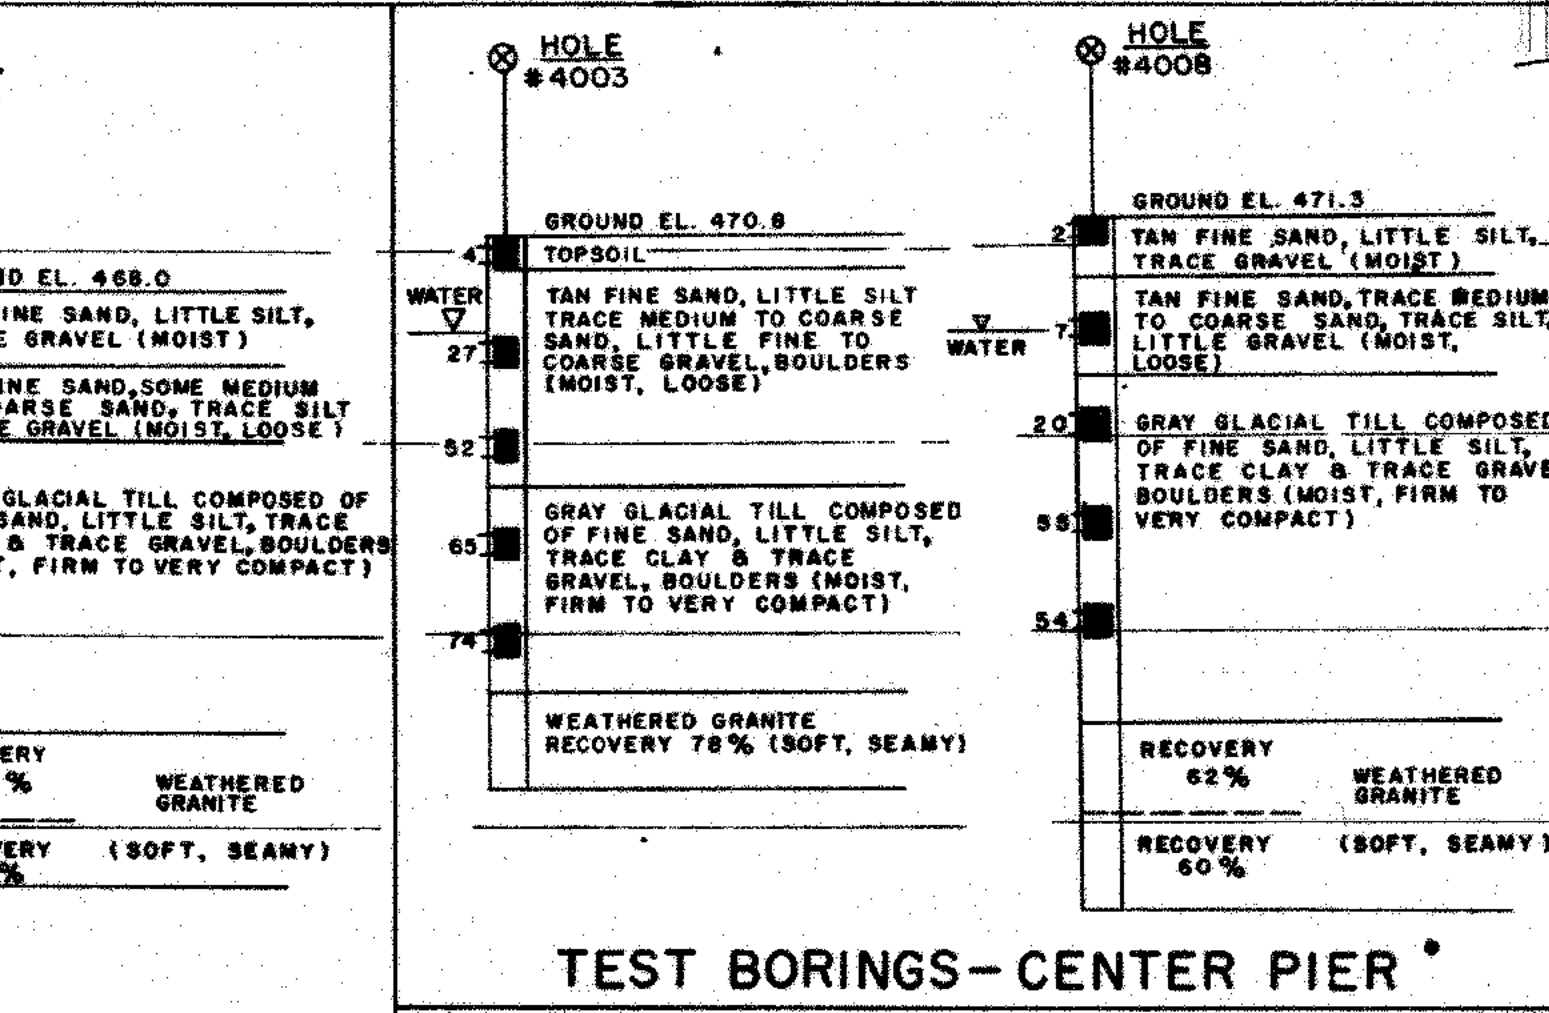 ND EL. 468.0
INE SAND, LITTLE SILT,
E GRAVEL (MOIST)
INE SAND, SOME MEDIUM
OARSE SAND, TRACE SILT
E GRAVEL (MOIST, LOOSE)
GLACIAL TILL COMPOSED OF
SAND, LITTLE SILT, TRACE
& TRACE GRAVEL, BOULDERS
T, FIRM TO VERY COMPACT)
ERY
%
WEATHERED
GRANITE
ERY (SOFT, SEAMY)
%
HOLE
#4003
GROUND EL. 470.8
4
TOPSOIL
WATER
27
TAN FINE SAND, LITTLE SILT
TRACE MEDIUM TO COARSE
SAND, LITTLE FINE TO
COARSE GRAVEL, BOULDERS
(MOIST, LOOSE)
52
GRAY GLACIAL TILL COMPOSED
OF FINE SAND, LITTLE SILT,
TRACE CLAY & TRACE
GRAVEL, BOULDERS (MOIST,
FIRM TO VERY COMPACT)
65
74
WEATHERED GRANITE
RECOVERY 78% (SOFT, SEAMY)
HOLE
#4008
GROUND EL. 471.3
2
TAN FINE SAND, LITTLE SILT,
TRACE GRAVEL (MOIST)
WATER
7
TAN FINE SAND, TRACE MEDIUM
TO COARSE SAND, TRACE SILT,
LITTLE GRAVEL (MOIST,
LOOSE)
20
GRAY GLACIAL TILL COMPOSED
OF FINE SAND, LITTLE SILT,
TRACE CLAY & TRACE GRAVE
BOULDERS (MOIST, FIRM TO
VERY COMPACT)
54
RECOVERY
62%
WEATHERED
GRANITE
RECOVERY (SOFT, SEAMY)
60%
TEST BORINGS - CENTER PIER